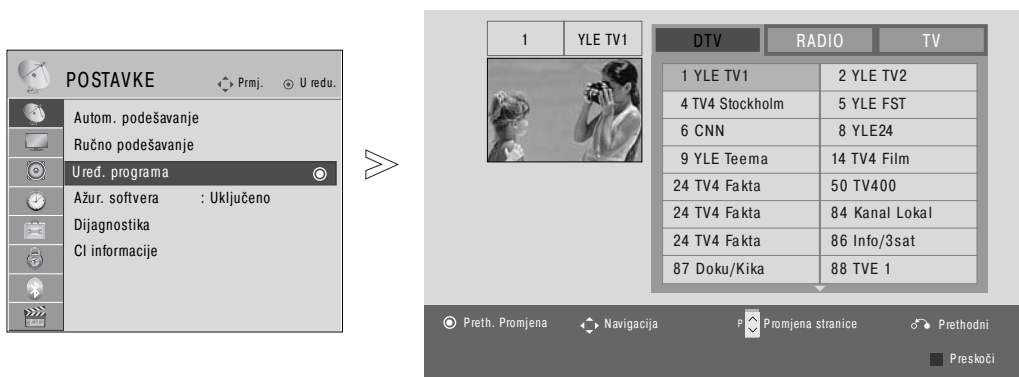 POSTAVKE Prmj. U redu.
Autom. podešavanje
Ručno podešavanje
Uređ. programa
Ažur. softvera : Uključeno
Dijagnostika
CI informacije
1 YLE TV1
DTV RADIO TV
1 YLE TV1 2 YLE TV2
4 TV4 Stockholm 5 YLE FST
6 CNN 8 YLE24
9 YLE Teema 14 TV4 Film
24 TV4 Fakta 50 TV400
24 TV4 Fakta 84 Kanal Lokal
24 TV4 Fakta 86 Info/3sat
87 Doku/Kika 88 TVE 1
Preth. Promjena Navigacija P Promjena stranice Prethodni
Preskoči